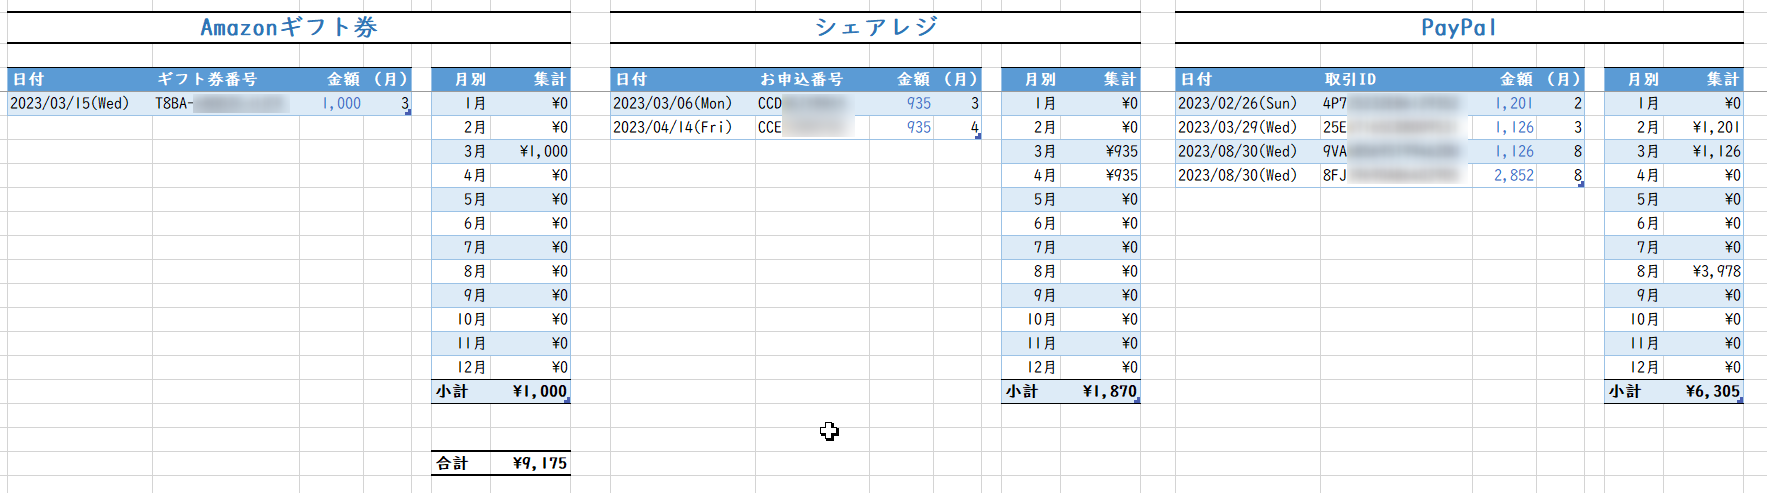 Amazonギフト券 シェアレジ PayPal
日付 ギフト券番号 金額 (月) 月別 集計 日付 お申込番号 金額 (月) 月別 集計 日付 取引ID 金額 (月) 月別 集計
2023/03/15(Wed) T8BA- 1,000 3 1月 ¥0 2023/03/06(Mon) CCD 935 3 1月 ¥0 2023/02/26(Sun) 4P7 1,201 2 1月 ¥0
2月 ¥0 2023/04/14(Fri) CCE 935 4 2月 ¥0 2023/03/29(Wed) 25E 1,126 3 2月 ¥1,201
3月 ¥1,000 3月 ¥935 2023/08/30(Wed) 9VA 1,126 8 3月 ¥1,126
4月 ¥0 4月 ¥935 2023/08/30(Wed) 8FJ 2,852 8 4月 ¥0
5月 ¥0 5月 ¥0 5月 ¥0
6月 ¥0 6月 ¥0 6月 ¥0
7月 ¥0 7月 ¥0 7月 ¥0
8月 ¥0 8月 ¥0 8月 ¥3,978
9月 ¥0 9月 ¥0 9月 ¥0
10月 ¥0 10月 ¥0 10月 ¥0
11月 ¥0 11月 ¥0 11月 ¥0
12月 ¥0 12月 ¥0 12月 ¥0
小計 ¥1,000 小計 ¥1,870 小計 ¥6,305
合計 ¥9,175